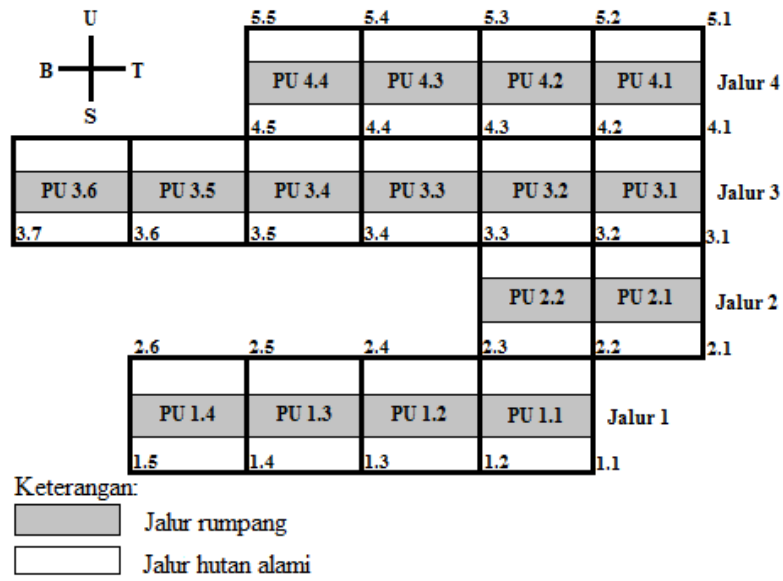 U
B T
S
5.5 5.4 5.3 5.2 5.1
PU 4.4 PU 4.3 PU 4.2 PU 4.1 Jalur 4
4.5 4.4 4.3 4.2 4.1
PU 3.6 PU 3.5 PU 3.4 PU 3.3 PU 3.2 PU 3.1 Jalur 3
3.7 3.6 3.5 3.4 3.3 3.2 3.1
PU 2.2 PU 2.1 Jalur 2
2.6 2.5 2.4 2.3 2.2 2.1
PU 1.4 PU 1.3 PU 1.2 PU 1.1 Jalur 1
1.5 1.4 1.3 1.2 1.1
Keterangan:
Jalur rumpang
Jalur hutan alami